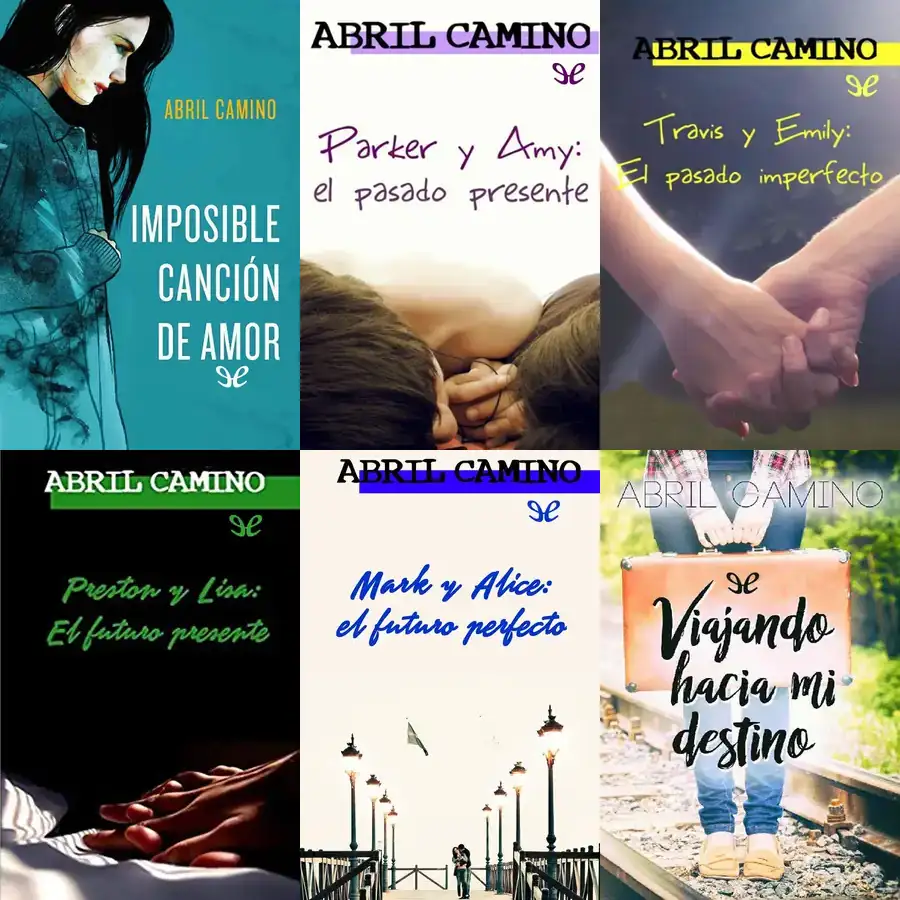 ABRIL CAMINO
IMPOSIBLE
CANCIÓN
DE AMOR
ABRIL CAMINO
Parker y Amy:
el pasado presente
ABRIL CAMINO
Travis y Emily:
El pasado imperfecto
ABRIL CAMINO
Preston y Lisa:
El futuro presente
ABRIL CAMINO
Mark y Alice:
el futuro perfecto
ABRIL CAMINO
Viajando
hacia mi
destino